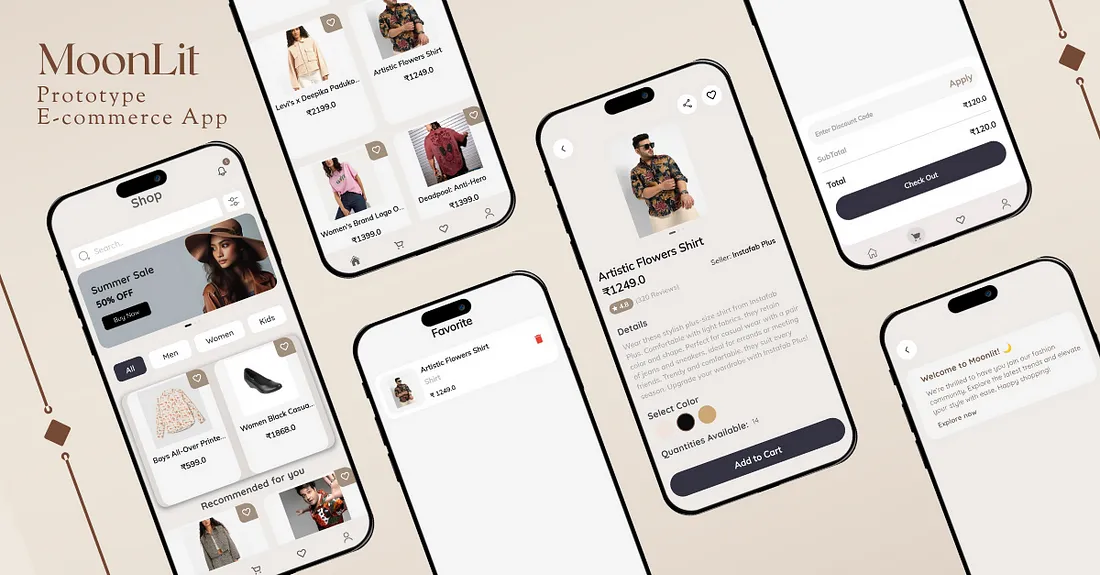 MoonLit
Prototype
E-commerce App
Shop
Search..
Summer Sale
50% OFF
Buy Now
All
Men
Women
Kids
Boys All-Over Printe...
₹599.0
Women Black Casua...
₹1868.0
Recommended for you
Levi's x Deepika Paduko...
₹2199.0
Artistic Flowers Shirt
₹1249.0
Women's Brand Logo O...
₹1399.0
Deadpool: Anti-Hero
₹1399.0
Favorite
Artistic Flowers Shirt
Shirt
₹ 1249.0
Artistic Flowers Shirt
₹1249.0
Seller: Instafab Plus
★ 4.8 (320 Reviews)
Details
Wear these stylish plus-size shirt from Instafab
Plus. Comfortable with light fabrics, they retain
color and shape. Perfect for casual wear with a pair
of jeans and sneakers, ideal for errands or meeting
friends. Trendy and comfortable, they suit every
season. Upgrade your wardrobe with Instafab Plus!
Select Color
Quantities Available: 14
Add to Cart
Enter Discount Code
Apply
SubTotal
₹120.0
Total
₹120.0
Check Out
Welcome to Moonlit! 🌙
We're thrilled to have you join our fashion
community. Explore the latest trends and elevate
your style with ease. Happy shopping!
Explore now